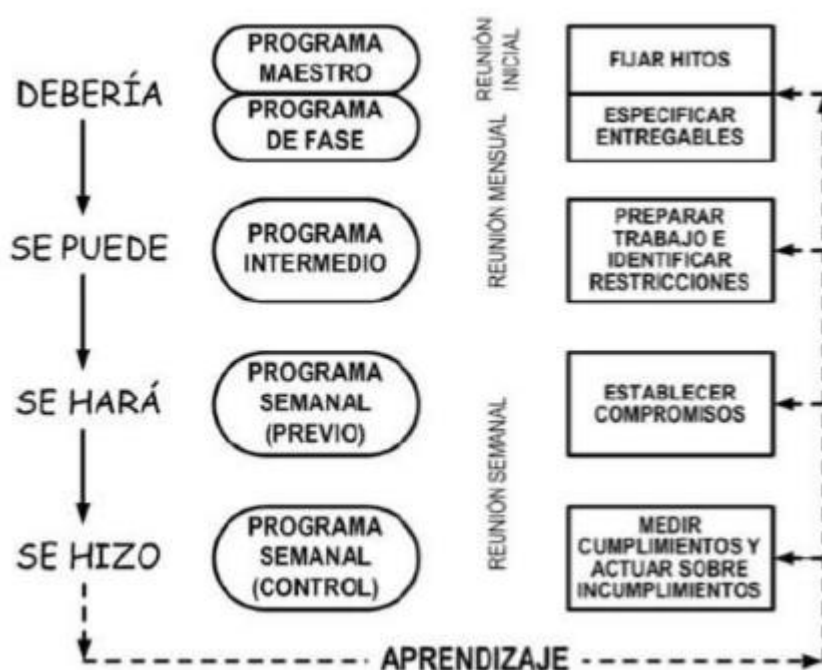 DEBERÍA
PROGRAMA
MAESTRO
PROGRAMA
DE FASE
REUNIÓN
INICIAL
FIJAR HITOS
ESPECIFICAR
ENTREGABLES
REUNIÓN MENSUAL
SE PUEDE
PROGRAMA
INTERMEDIO
PREPARAR
TRABAJO E
IDENTIFICAR
RESTRICCIONES
SE HARÁ
PROGRAMA
SEMANAL
(PREVIO)
REUNIÓN SEMANAL
ESTABLECER
COMPROMISOS
SE HIZO
PROGRAMA
SEMANAL
(CONTROL)
MEDIR
CUMPLIMIENTOS Y
ACTUAR SOBRE
INCUMPLIMIENTOS
APRENDIZAJE